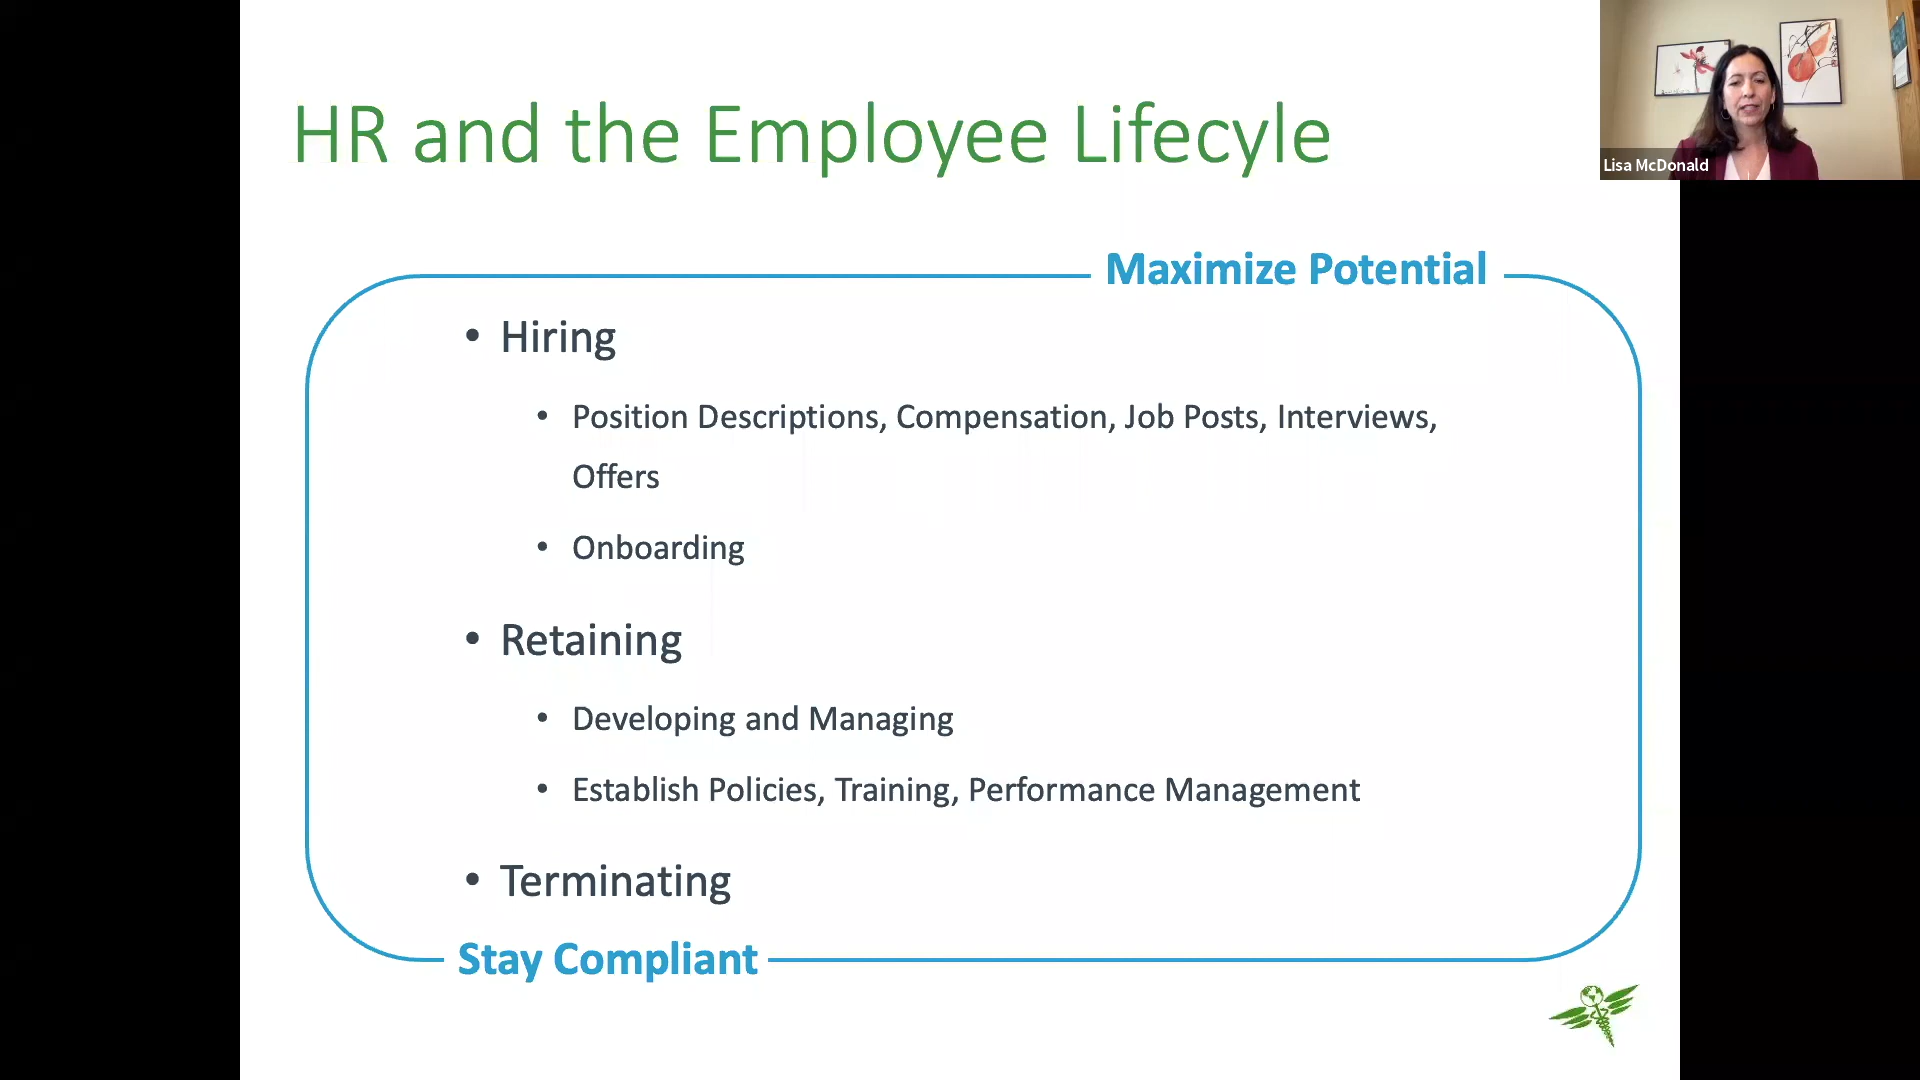 HR and the Employee Lifecyle
Lisa McDonald
Maximize Potential
• Hiring
• Position Descriptions, Compensation, Job Posts, Interviews,
Offers
• Onboarding
• Retaining
• Developing and Managing
• Establish Policies, Training, Performance Management
• Terminating
Stay Compliant